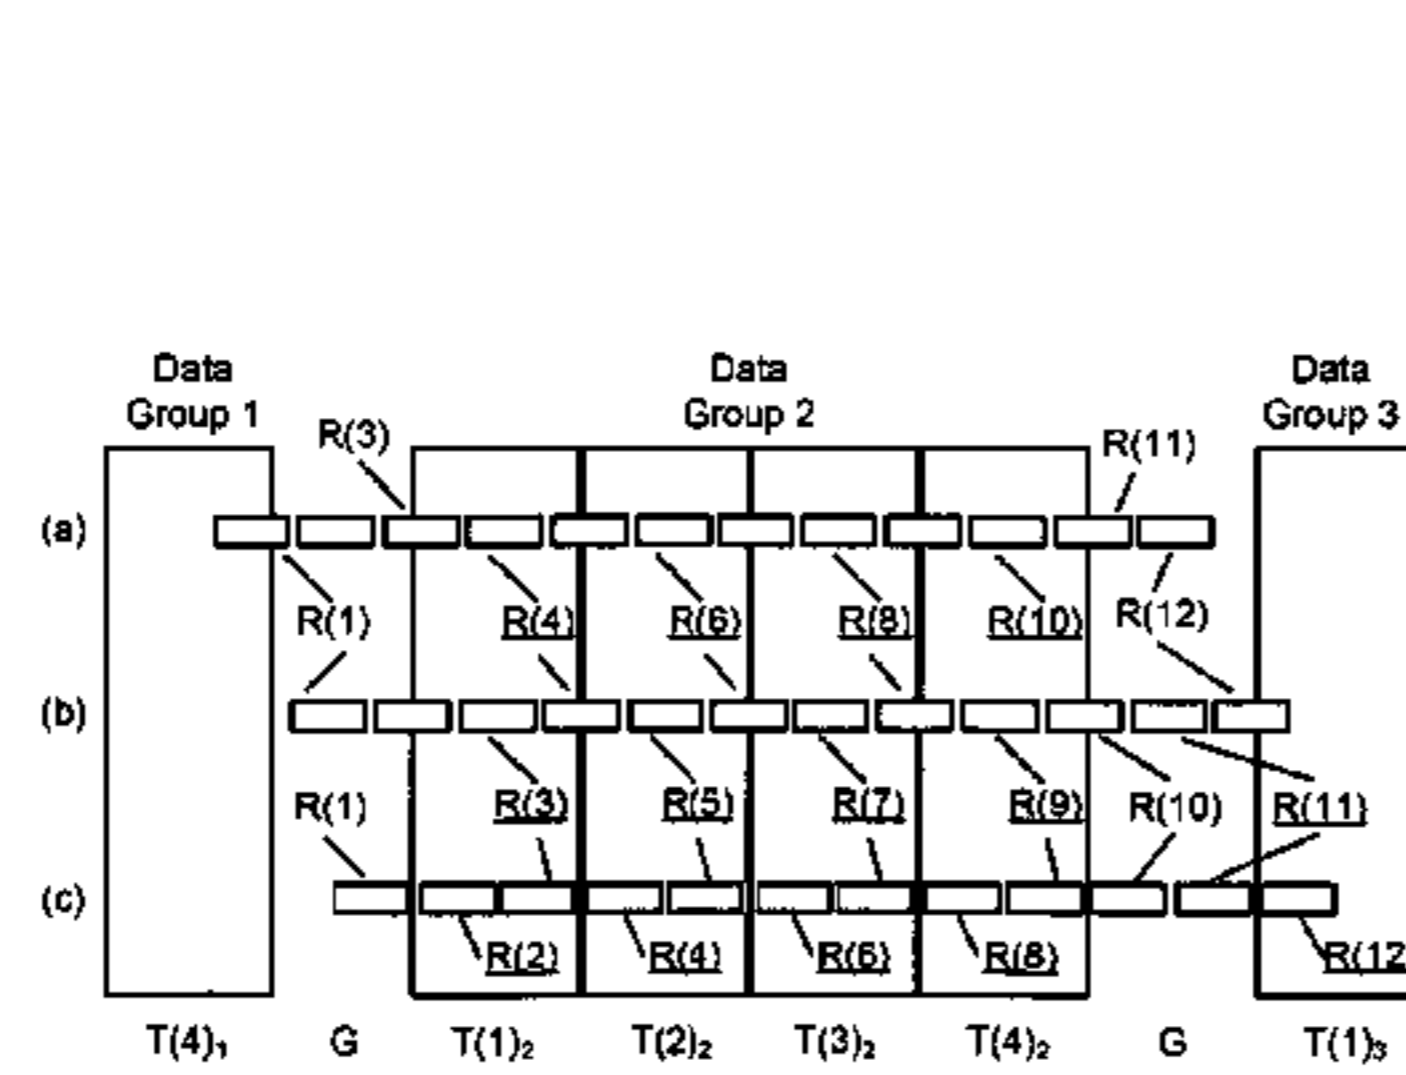 Data Data Data
Group 1 Group 2 Group 3
R(3) R(11)
(a)
R(1) R(4) R(6) R(8) R(10) R(12)
(b)
R(1) R(3) R(5) R(7) R(9) R(10) R(11)
(c)
R(2) R(4) R(6) R(8) R(12
T(4)₁ G T(1)₂ T(2)₂ T(3)₂ T(4)₂ G T(1)₃